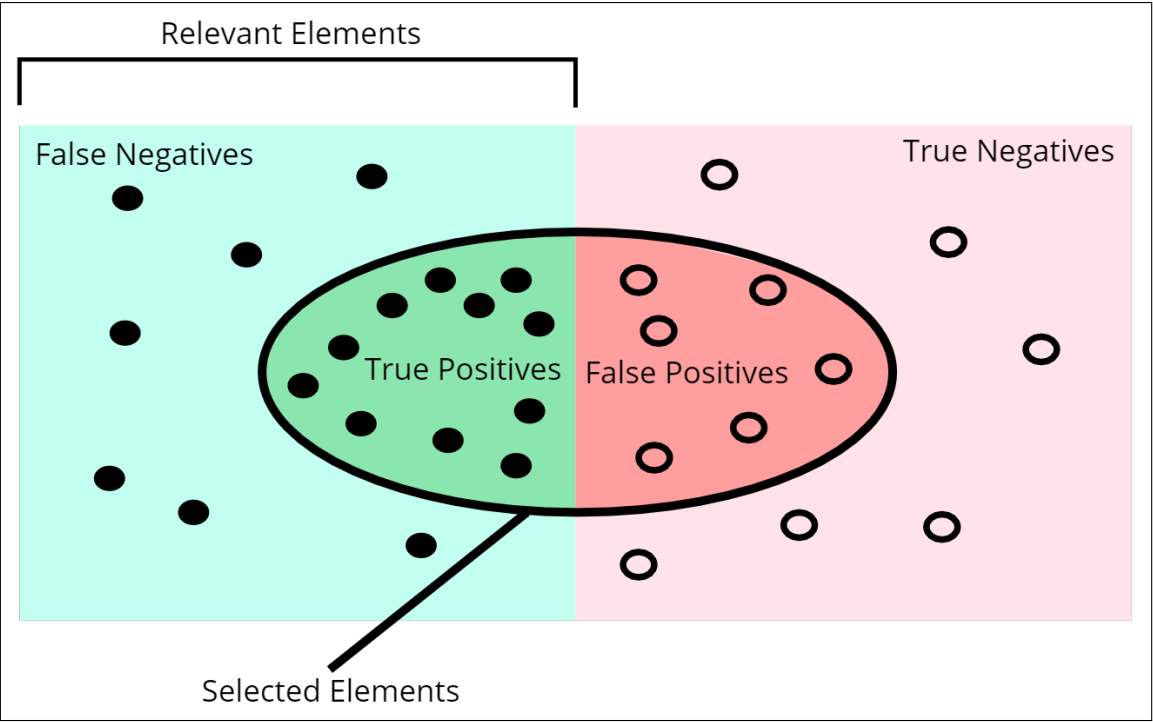 Relevant Elements
False Negatives
True Negatives
True Positives
False Positives
Selected Elements